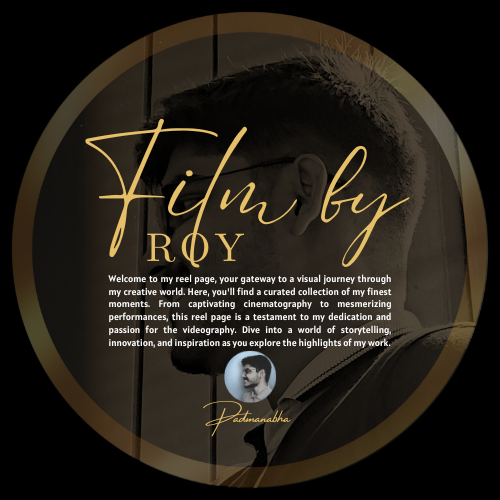 Film by
ROY
Welcome to my reel page, your gateway to a visual journey through
my creative world. Here, you'll find a curated collection of my finest
moments. From captivating cinematography to mesmerizing
performances, this reel page is a testament to my dedication and
passion for the videography. Dive into a world of storytelling,
innovation, and inspiration as you explore the highlights of my work.
Padmanabha